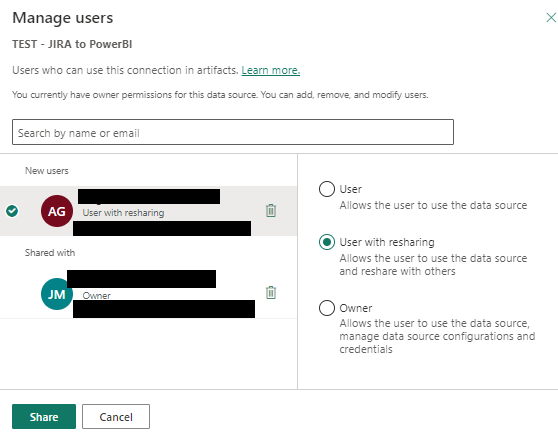 Manage users
TEST - JIRA to PowerBI
Users who can use this connection in artifacts. Learn more.
You currently have owner permissions for this data source. You can add, remove, and modify users.
Search by name or email
New users
AG
User with resharing
Shared with
JM
Owner
User
Allows the user to use the data source
User with resharing
Allows the user to use the data source
and reshare with others
Owner
Allows the user to use the data source,
manage data source configurations and
credentials
Share
Cancel